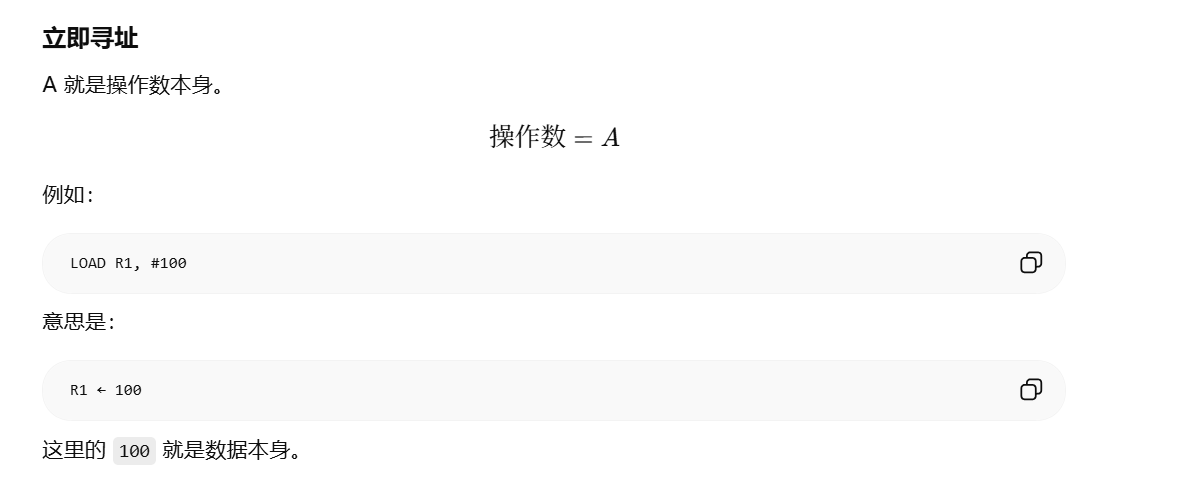 立即寻址
A 就是操作数本身。
操作数 = A
例如：
LOAD R1, #100
意思是：
R1 ← 100
这里的 100 就是数据本身。